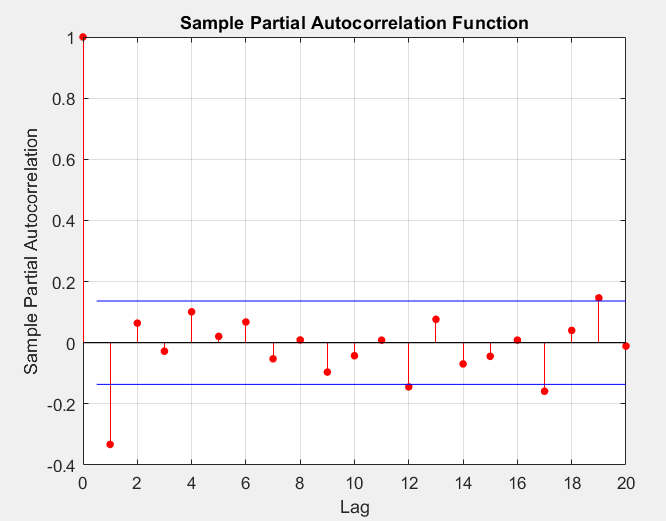 Sample Partial Autocorrelation Function
Sample Partial Autocorrelation
1
0.8
0.6
0.4
0.2
0
-0.2
-0.4
0 2 4 6 8 10 12 14 16 18 20
Lag